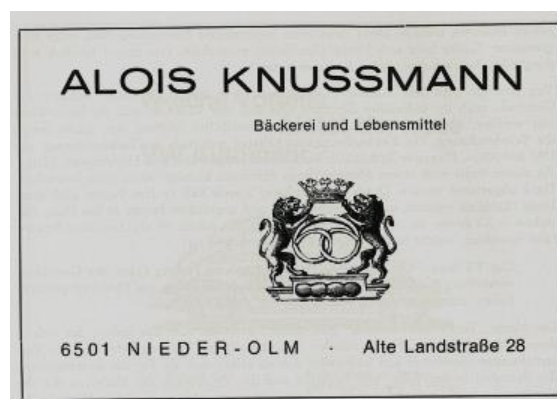 ALOIS KNUSSMANN
Bäckerei und Lebensmittel
6501 NIEDER-OLM · Alte Landstraße 28